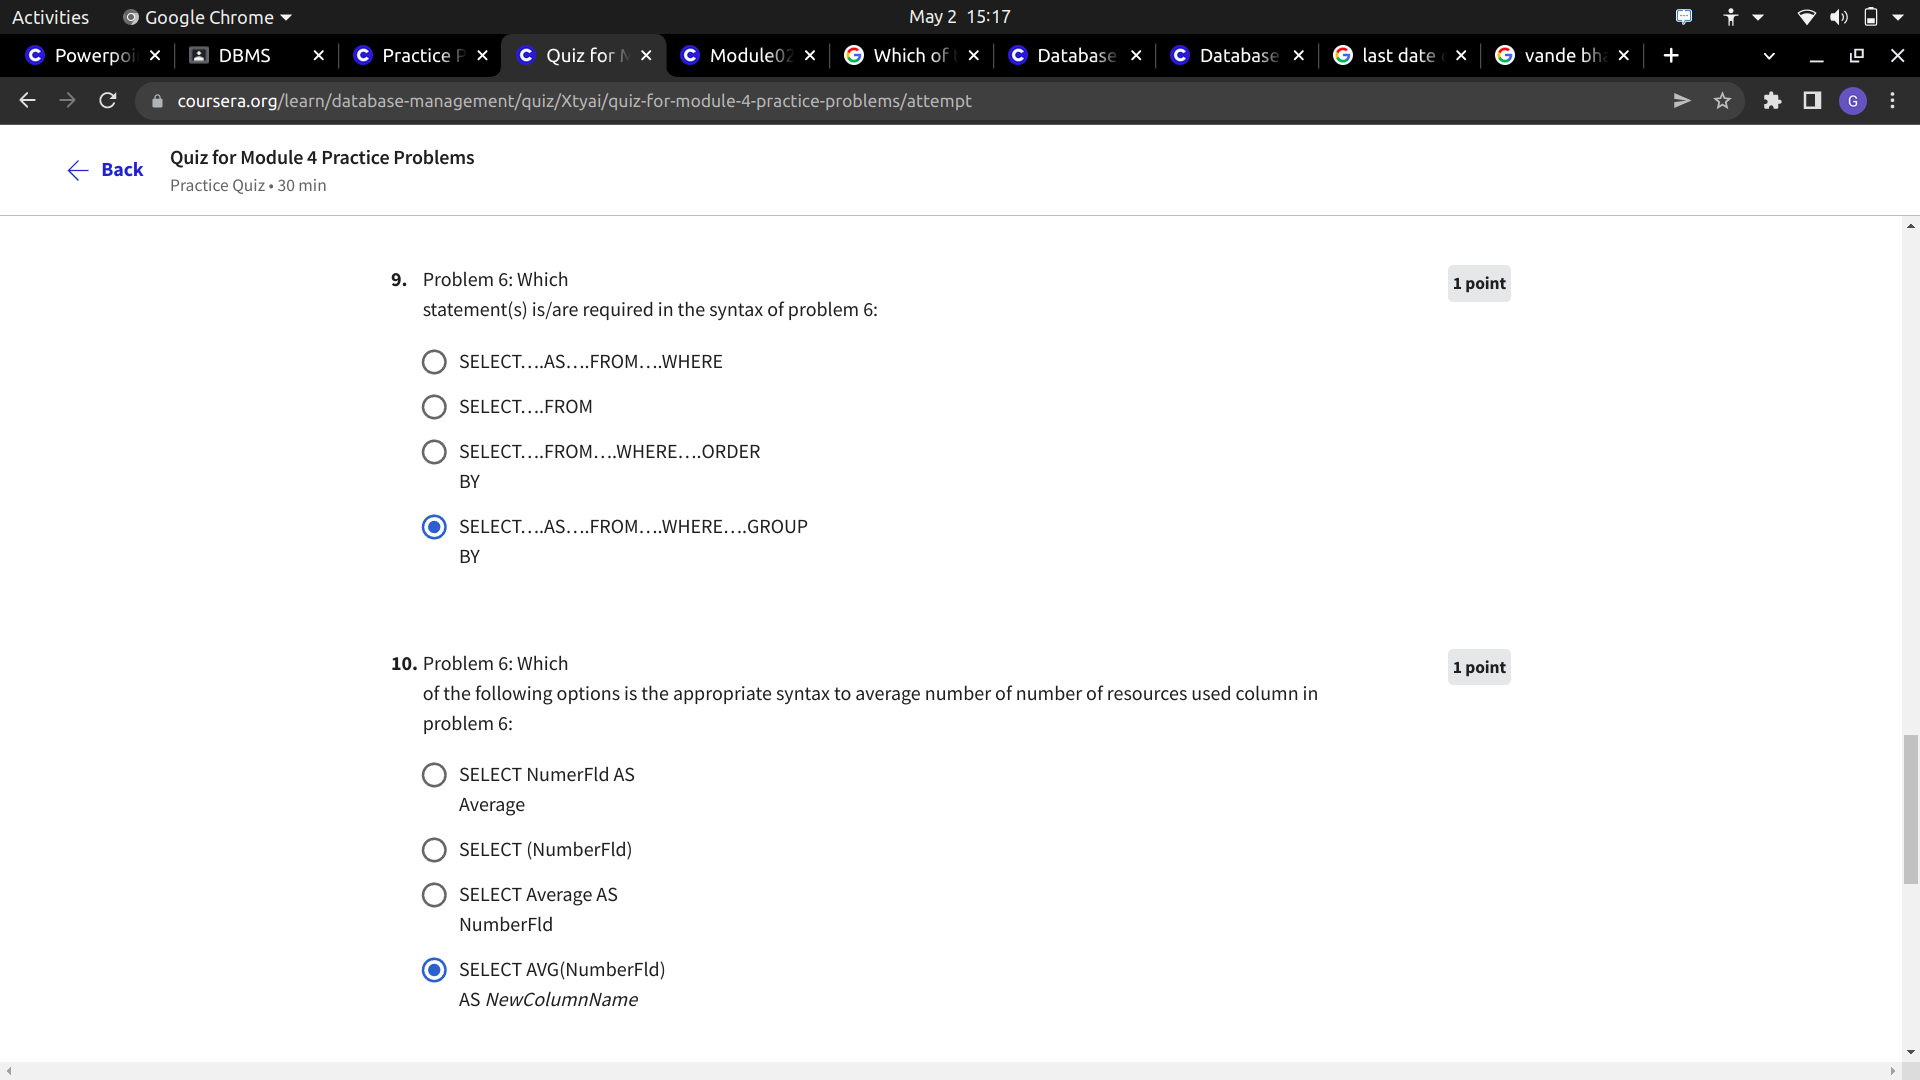 Activities Google Chrome May 2 15:17
Powerpoi DBMS Practice P Quiz for M Module02 Which of t Database Database last date vande bha
coursera.org/learn/database-management/quiz/Xtyai/quiz-for-module-4-practice-problems/attempt G
Back
Quiz for Module 4 Practice Problems
Practice Quiz • 30 min
9. Problem 6: Which
statement(s) is/are required in the syntax of problem 6:
1 point
SELECT….AS….FROM….WHERE
SELECT….FROM
SELECT….FROM….WHERE….ORDER
BY
SELECT….AS….FROM….WHERE….GROUP
BY
10. Problem 6: Which
of the following options is the appropriate syntax to average number of number of resources used column in
problem 6:
1 point
SELECT NumerFld AS
Average
SELECT (NumberFld)
SELECT Average AS
NumberFld
SELECT AVG(NumberFld)
AS NewColumnName